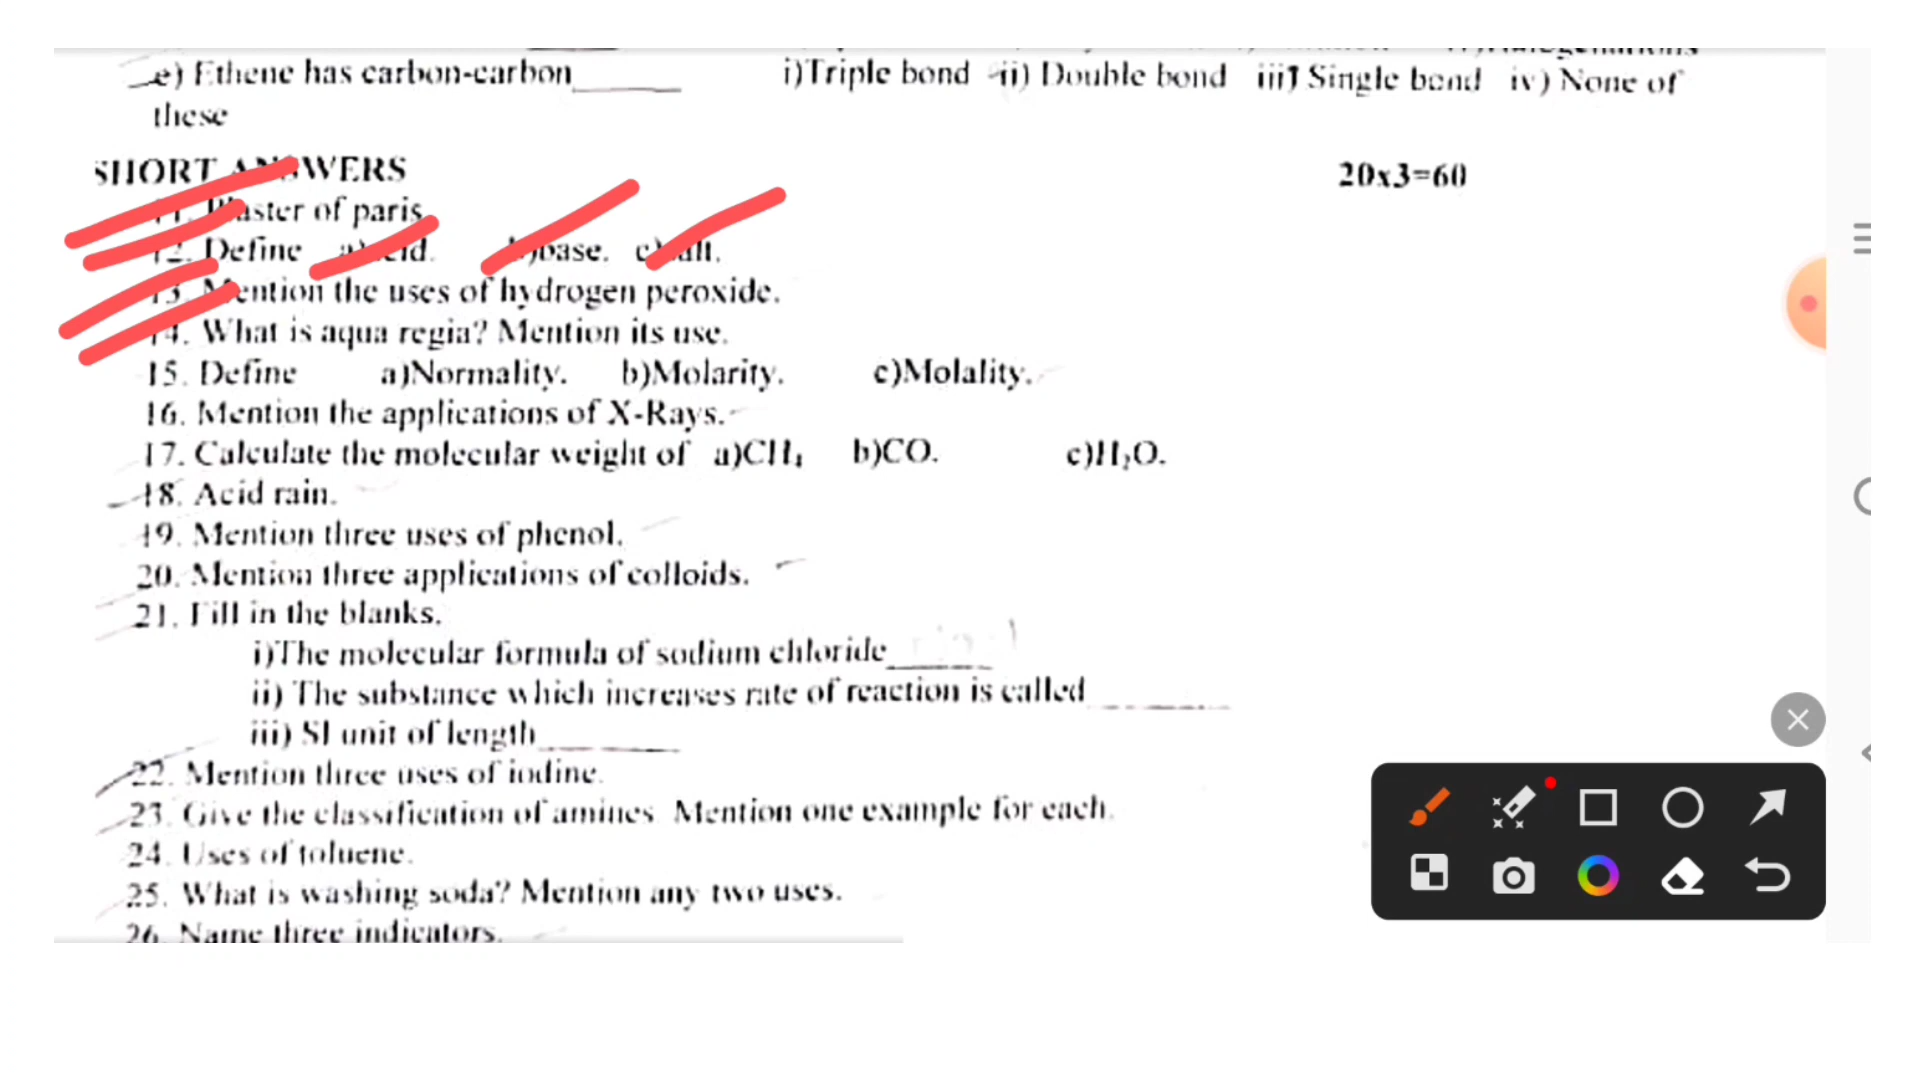 e) Ethene has carbon-carbon______ i)Triple bond ii) Double bond iii) Single bond iv) None of
these
SHORT ANSWERS 20x3=60
11. Plaster of paris.
12. Define a)acid. b)base. c)salt.
13. Mention the uses of hydrogen peroxide.
14. What is aqua regia? Mention its use.
15. Define a)Normality. b)Molarity. c)Molality.
16. Mention the applications of X-Rays.
17. Calculate the molecular weight of a)CH₄ b)CO. c)H₂O.
18. Acid rain.
19. Mention three uses of phenol.
20. Mention three applications of colloids.
21. Fill in the blanks.
i)The molecular formula of sodium chloride______
ii) The substance which increases rate of reaction is called______
iii) SI unit of length______
22. Mention three uses of iodine.
23. Give the classification of amines. Mention one example for each.
24. Uses of toluene.
25. What is washing soda? Mention any two uses.
26. Name three indicators.